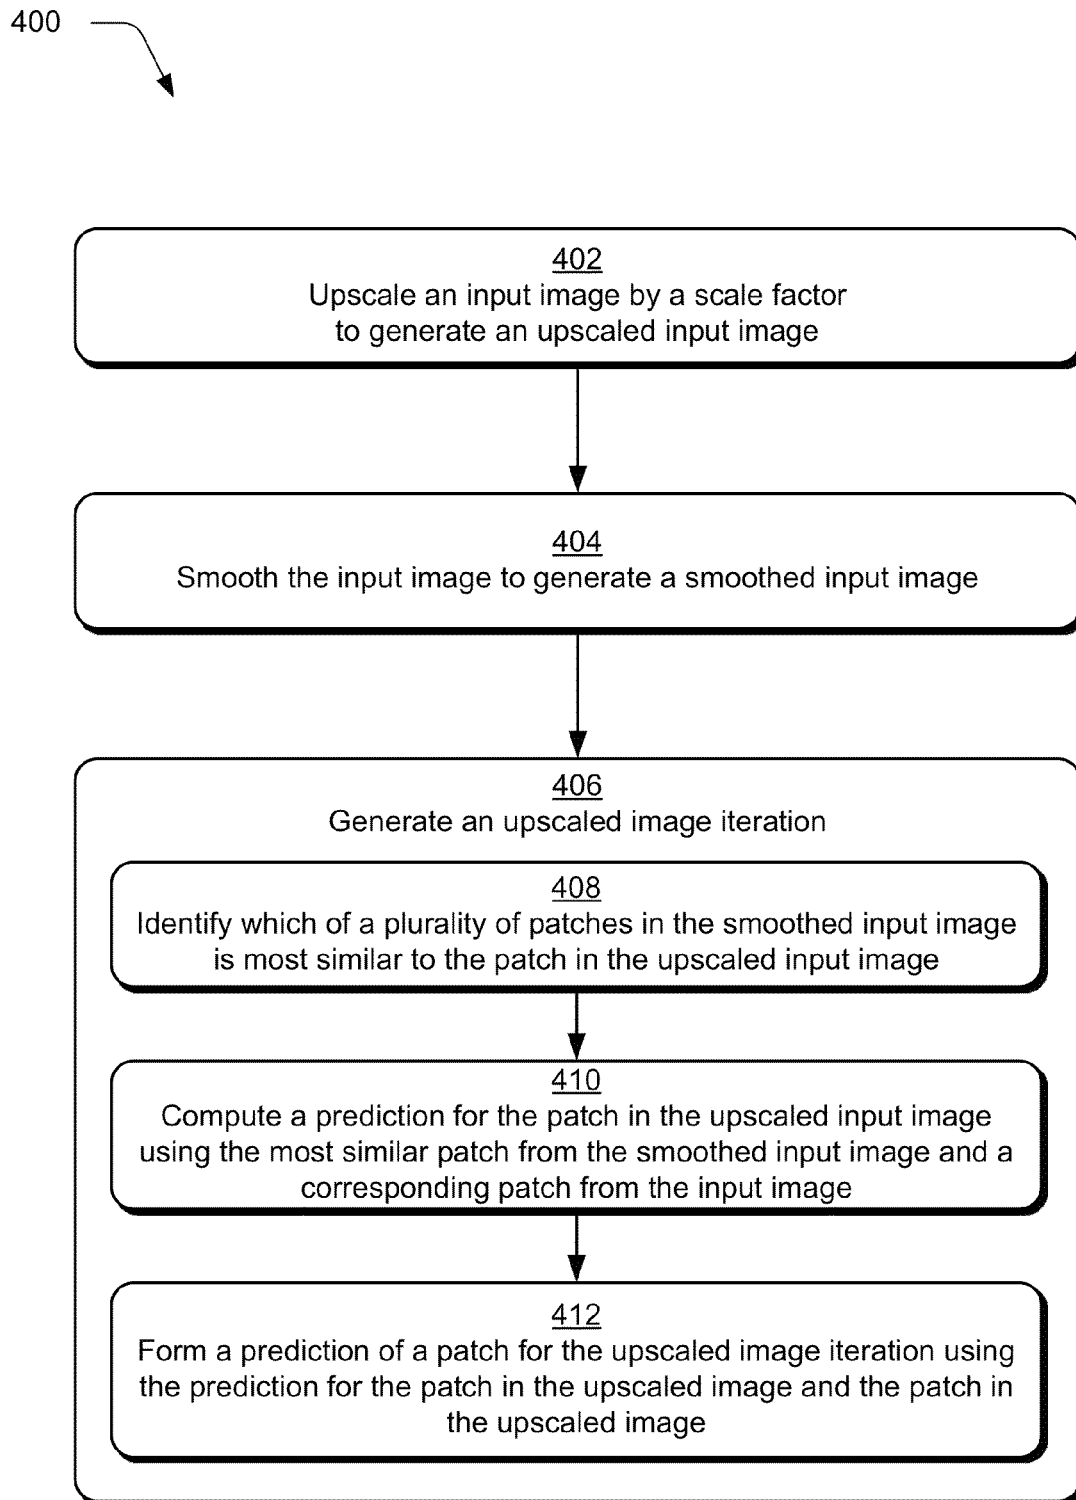 400
402
Upscale an input image by a scale factor
to generate an upscaled input image
404
Smooth the input image to generate a smoothed input image
406
Generate an upscaled image iteration
408
Identify which of a plurality of patches in the smoothed input image
is most similar to the patch in the upscaled input image
410
Compute a prediction for the patch in the upscaled input image
using the most similar patch from the smoothed input image and a
corresponding patch from the input image
412
Form a prediction of a patch for the upscaled image iteration using
the prediction for the patch in the upscaled image and the patch in
the upscaled image